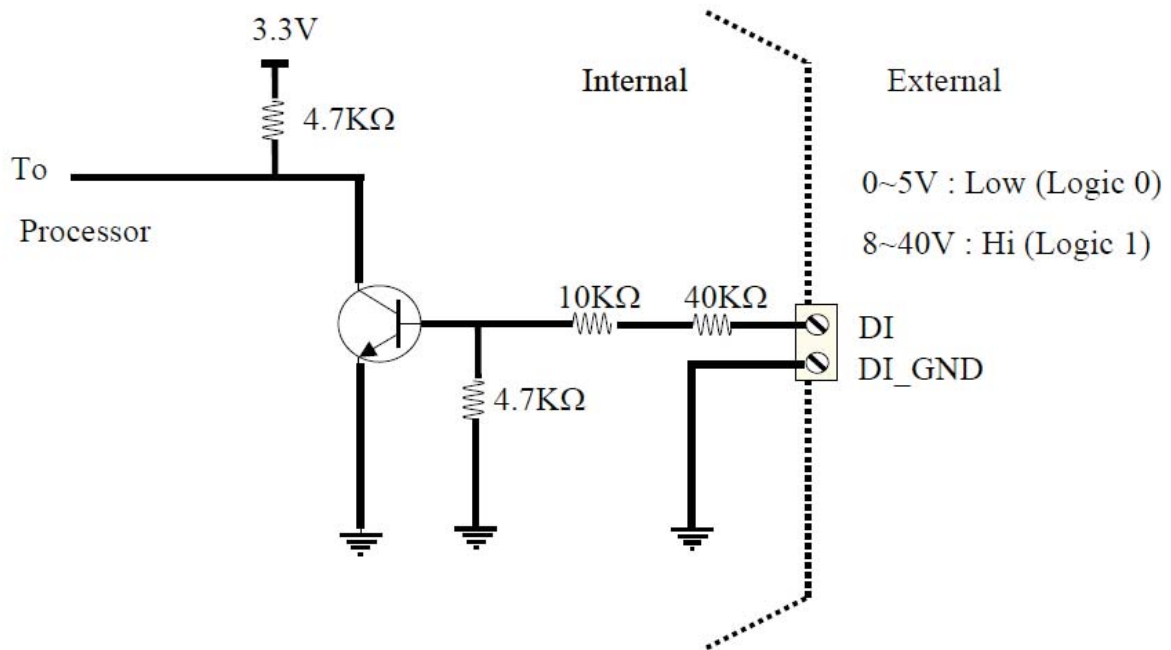 3.3V
Internal
External
4.7KΩ
To
Processor
0~5V : Low (Logic 0)
8~40V : Hi (Logic 1)
10KΩ
40KΩ
DI
DI_GND
4.7KΩ